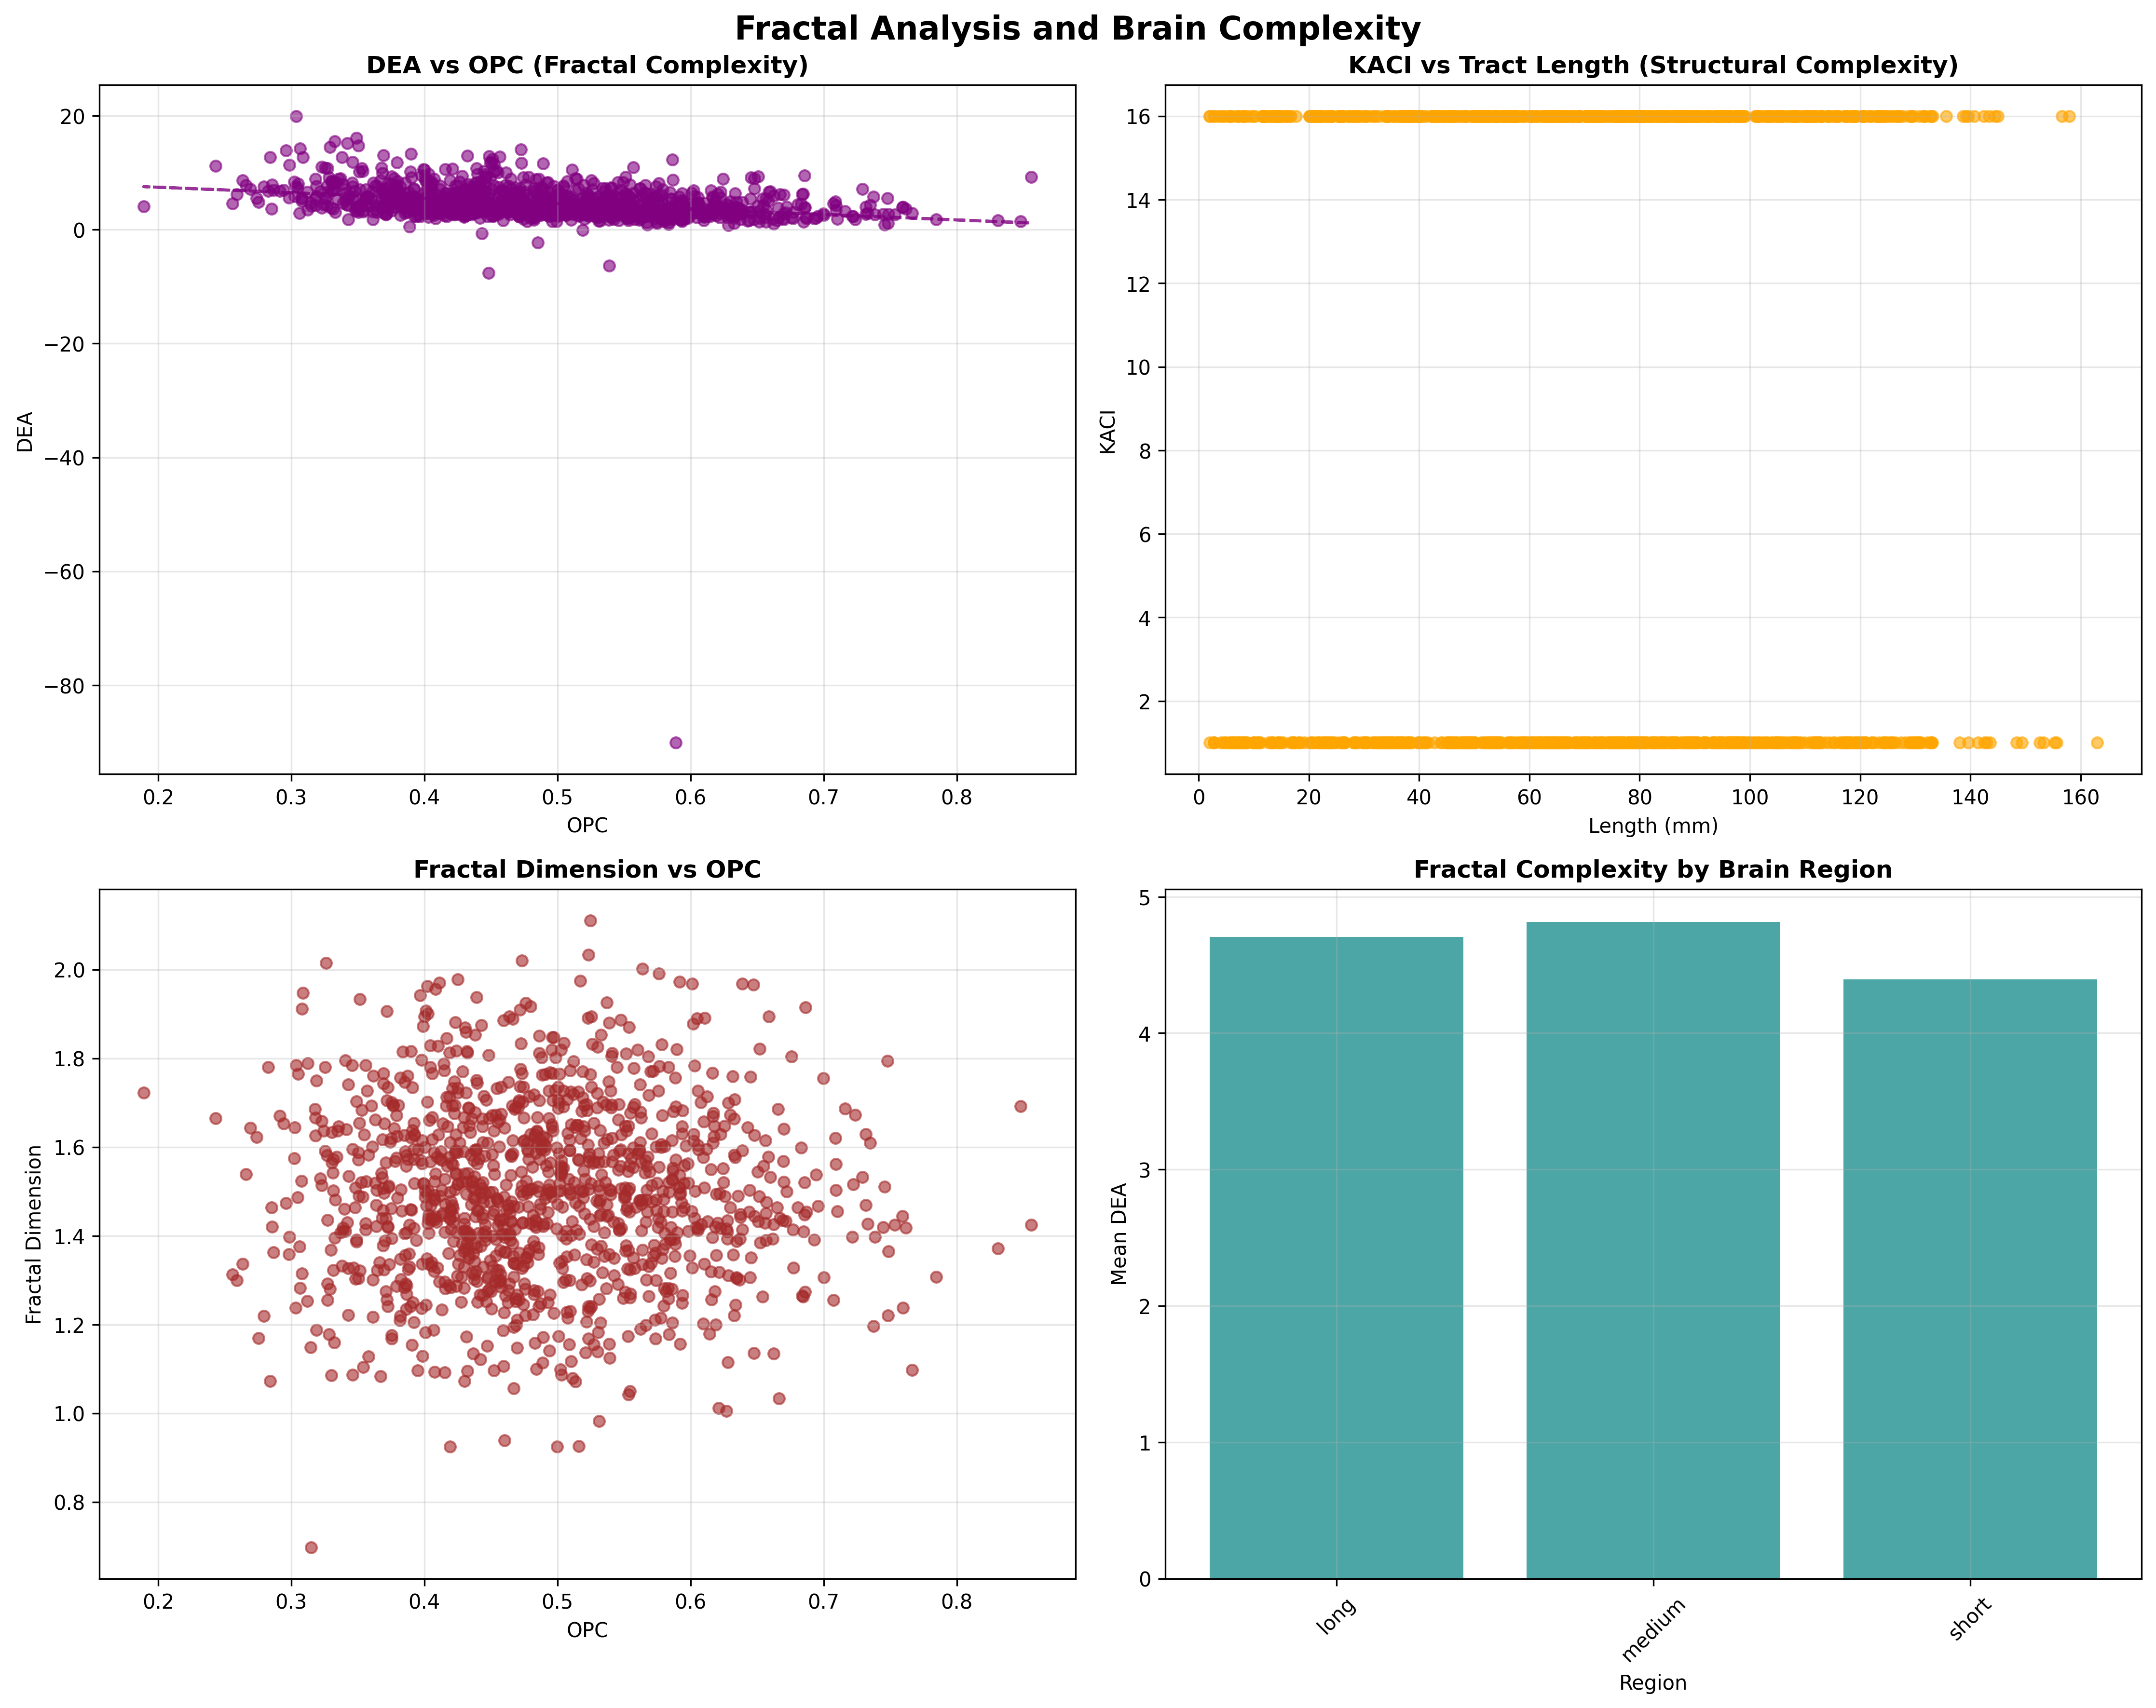 Fractal Analysis and Brain Complexity
DEA vs OPC (Fractal Complexity)
20
0
−20
−40
−60
−80
DEA
0.2 0.3 0.4 0.5 0.6 0.7 0.8
OPC
KACI vs Tract Length (Structural Complexity)
16
14
12
10
8
6
4
2
KACI
0 20 40 60 80 100 120 140 160
Length (mm)
Fractal Dimension vs OPC
2.0
1.8
1.6
1.4
1.2
1.0
0.8
Fractal Dimension
0.2 0.3 0.4 0.5 0.6 0.7 0.8
OPC
Fractal Complexity by Brain Region
5
4
3
2
1
0
Mean DEA
long medium short
Region